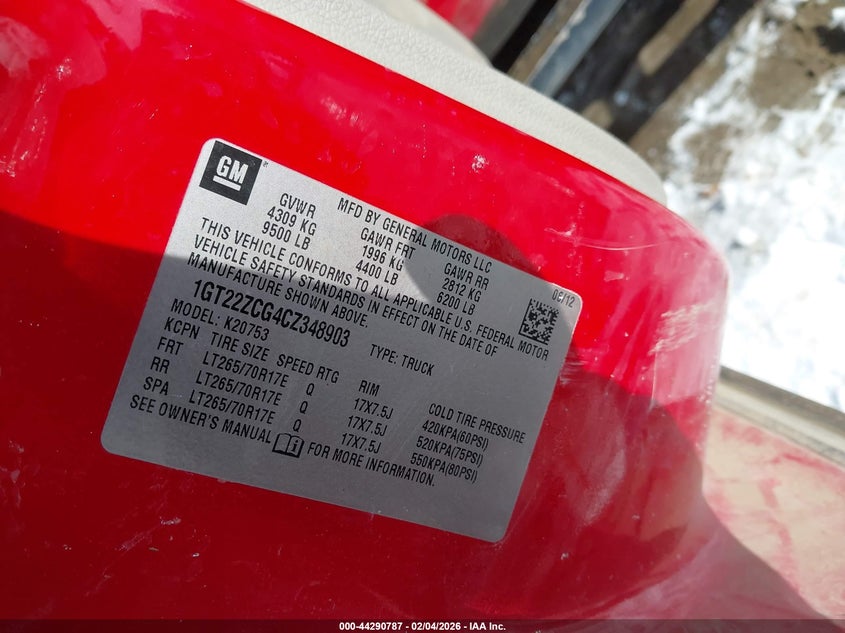 GM
MFD BY GENERAL MOTORS LLC 06/12
GVWR GAWR FRT GAWR RR
4309 KG 1996 KG 2812 KG
9500 LB 4400 LB 6200 LB
THIS VEHICLE CONFORMS TO ALL APPLICABLE U.S. FEDERAL MOTOR
VEHICLE SAFETY STANDARDS IN EFFECT ON THE DATE OF
MANUFACTURE SHOWN ABOVE.
1GT22ZCG4CZ348903 TYPE: TRUCK
MODEL: K20753
KCPN TIRE SIZE SPEED RTG RIM COLD TIRE PRESSURE
FRT LT265/70R17E Q 17X7.5J 420KPA(60PSI)
RR LT265/70R17E Q 17X7.5J 520KPA(75PSI)
SPA LT265/70R17E Q 17X7.5J 550KPA(80PSI)
SEE OWNER'S MANUAL FOR MORE INFORMATION.
000-44290787 - 02/04/2026 - IAA Inc.